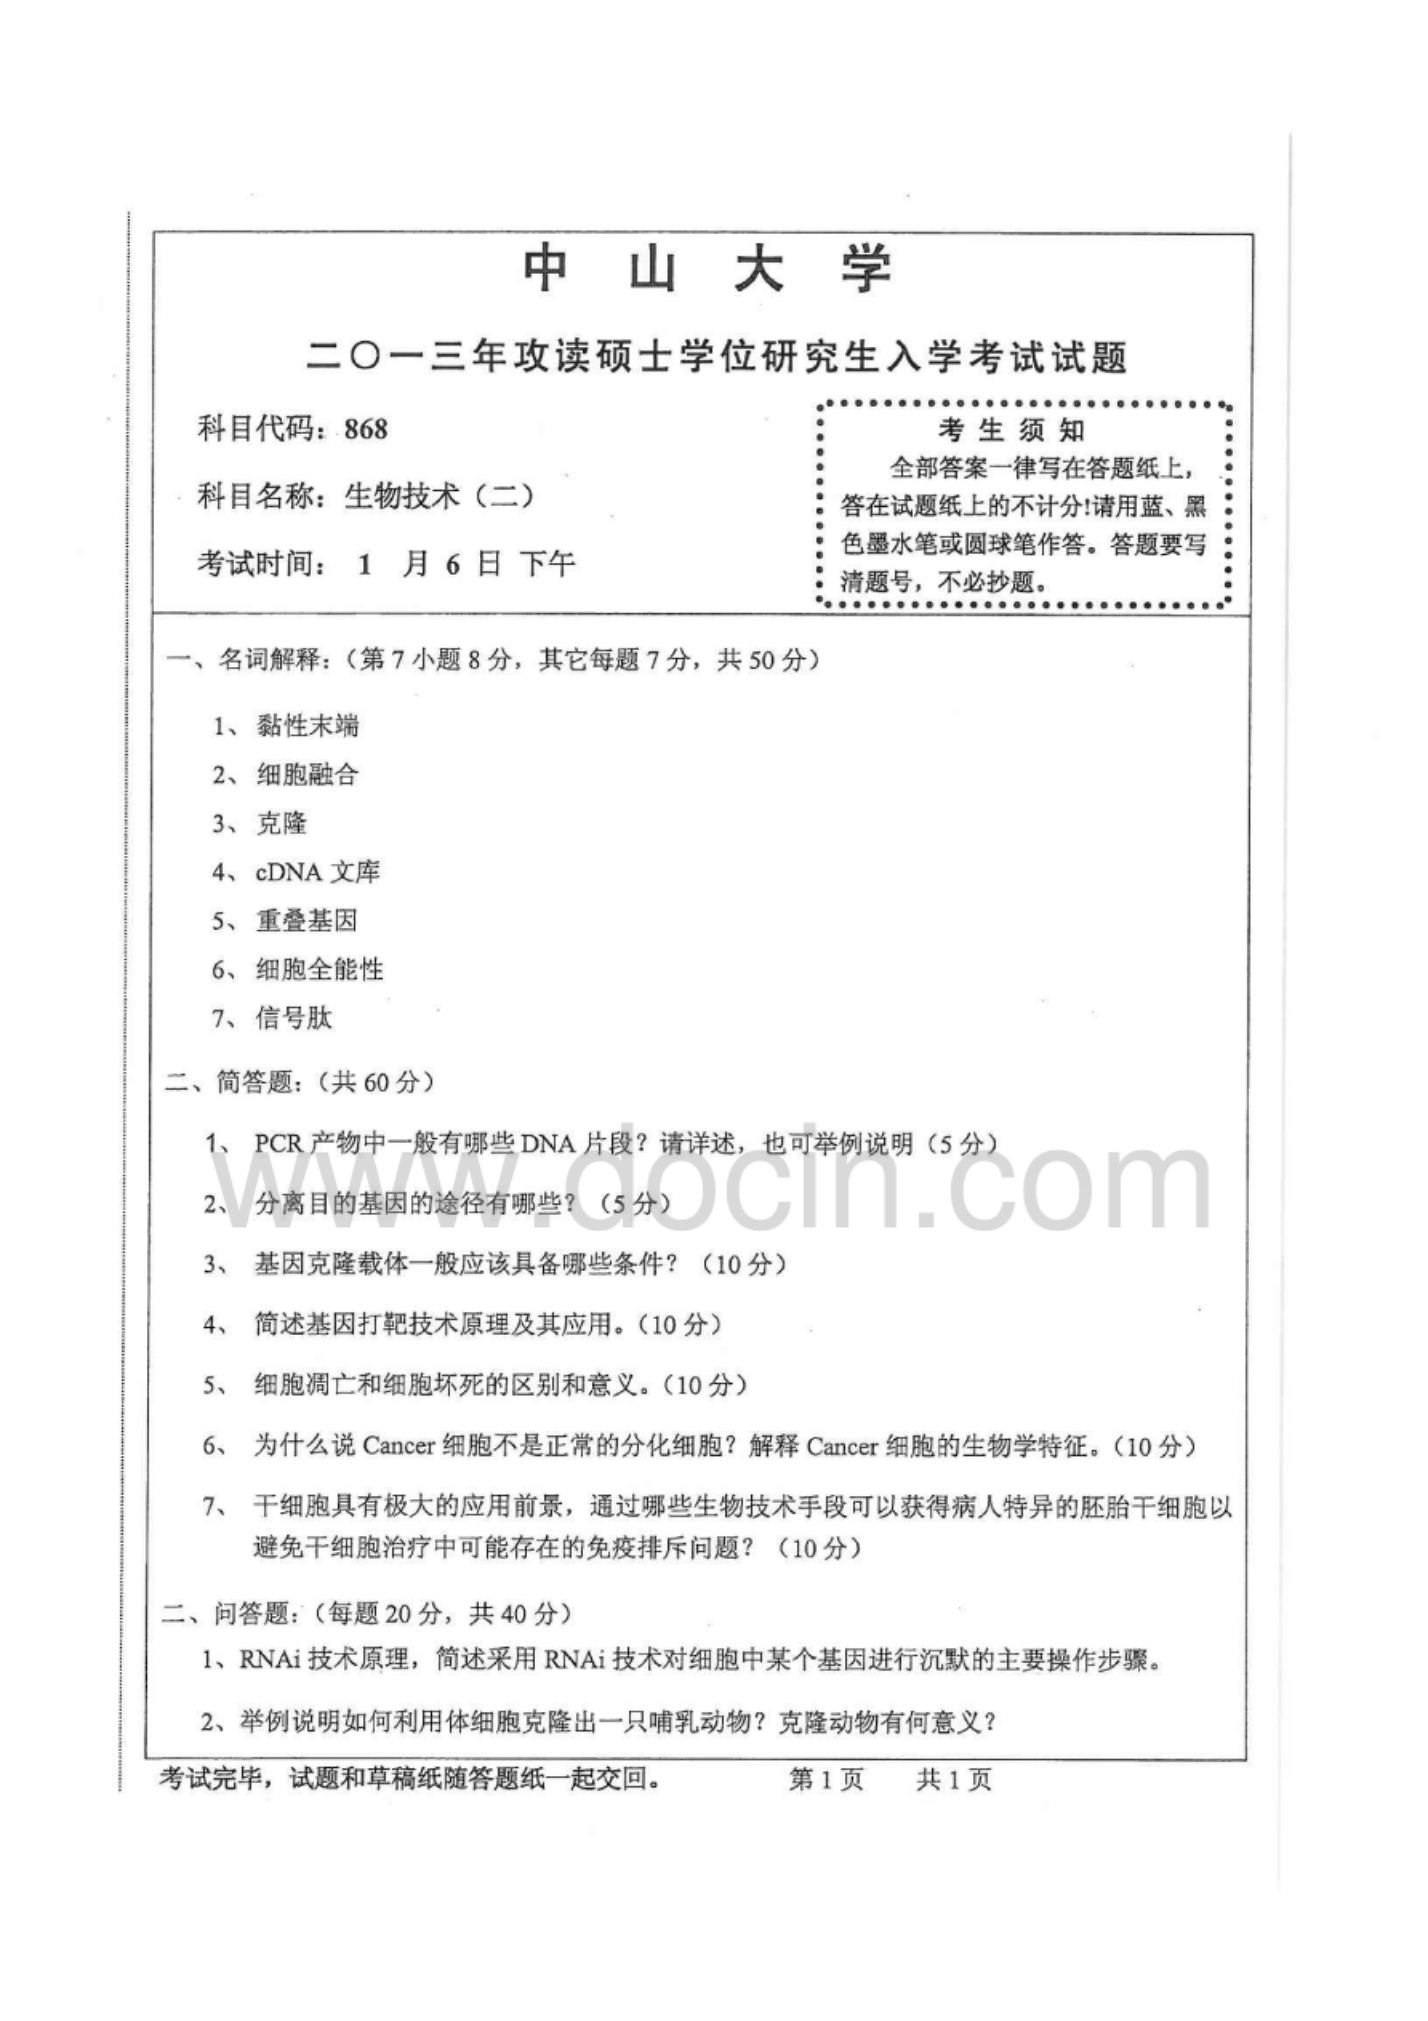 中 山 大 学
二〇一三年攻读硕士学位研究生入学考试试题
科目代码：868
科目名称：生物技术（二）
考试时间： 1 月 6 日 下午
考 生 须 知
全部答案一律写在答题纸上，
答在试题纸上的不计分!请用蓝、黑
色墨水笔或圆球笔作答。答题要写
清题号，不必抄题。
一、名词解释：（第 7 小题 8 分，其它每题 7 分，共 50 分）
1、 黏性末端
2、 细胞融合
3、 克隆
4、 cDNA 文库
5、 重叠基因
6、 细胞全能性
7、 信号肽
二、简答题：（共 60 分）
1、 PCR 产物中一般有哪些 DNA 片段？请详述，也可举例说明（5 分）
www.docin.com
2、 分离目的基因的途径有哪些？（5 分）
3、 基因克隆载体一般应该具备哪些条件？（10 分）
4、 简述基因打靶技术原理及其应用。（10 分）
5、 细胞凋亡和细胞坏死的区别和意义。（10 分）
6、 为什么说 Cancer 细胞不是正常的分化细胞？解释 Cancer 细胞的生物学特征。（10 分）
7、 干细胞具有极大的应用前景，通过哪些生物技术手段可以获得病人特异的胚胎干细胞以
避免干细胞治疗中可能存在的免疫排斥问题？（10 分）
二、问答题：（每题 20 分，共 40 分）
1、RNAi 技术原理，简述采用 RNAi 技术对细胞中某个基因进行沉默的主要操作步骤。
2、举例说明如何利用体细胞克隆出一只哺乳动物？克隆动物有何意义？
考试完毕，试题和草稿纸随答题纸一起交回。 第 1 页 共 1 页